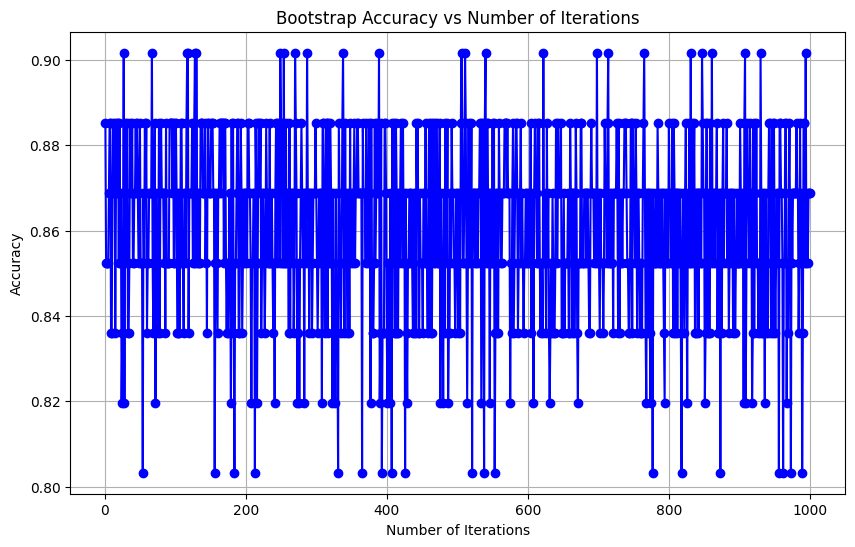 Bootstrap Accuracy vs Number of Iterations
0.90
0.88
0.86
0.84
0.82
0.80
Accuracy
0 200 400 600 800 1000
Number of Iterations